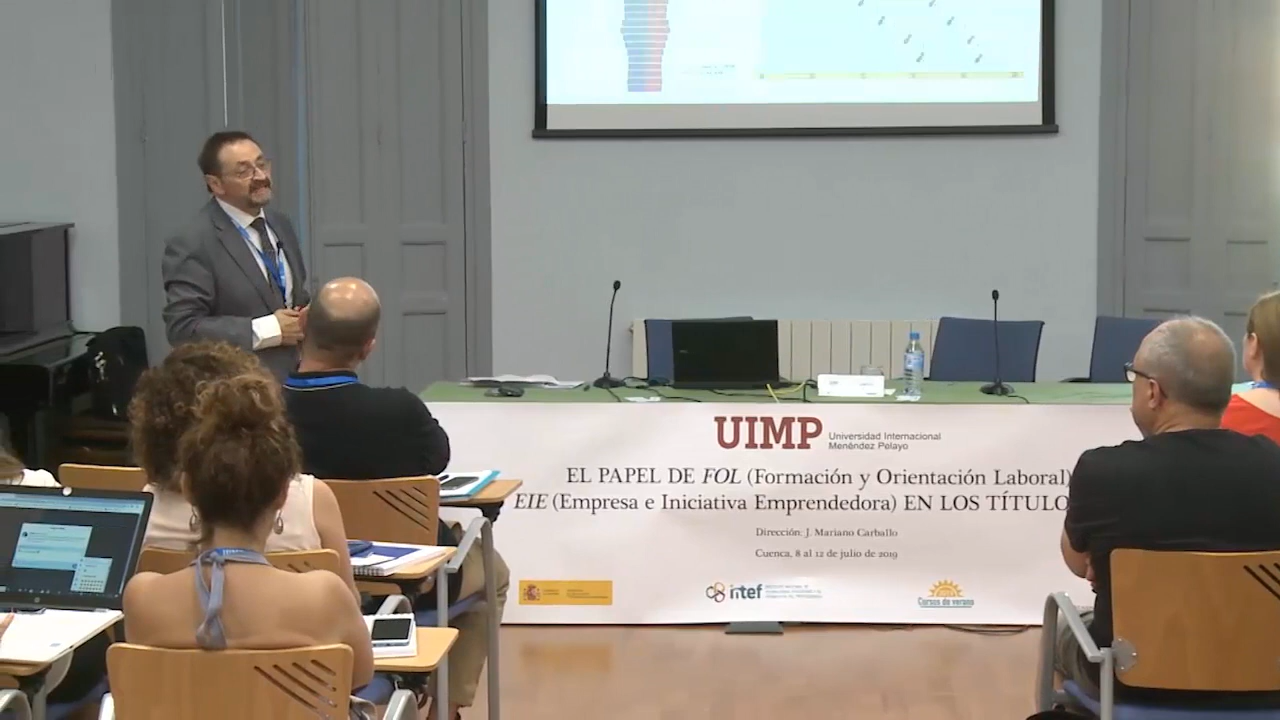 UIMP
Universidad Internacional
Menéndez Pelayo
EL PAPEL DE FOL (Formación y Orientación Laboral)
EIE (Empresa e Iniciativa Emprendedora) EN LOS TÍTULO
Dirección: J. Mariano Carballo
Cuenca, 8 al 12 de julio de 2019
intef
Cursos de verano